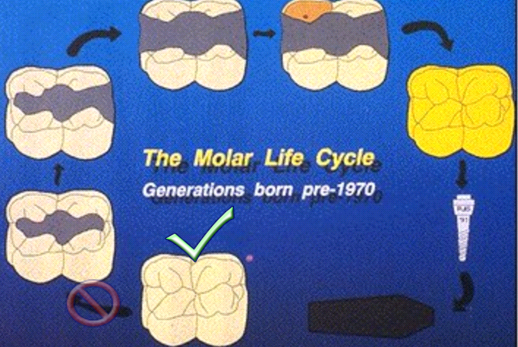 The Molar Life Cycle
Generations born pre-1970